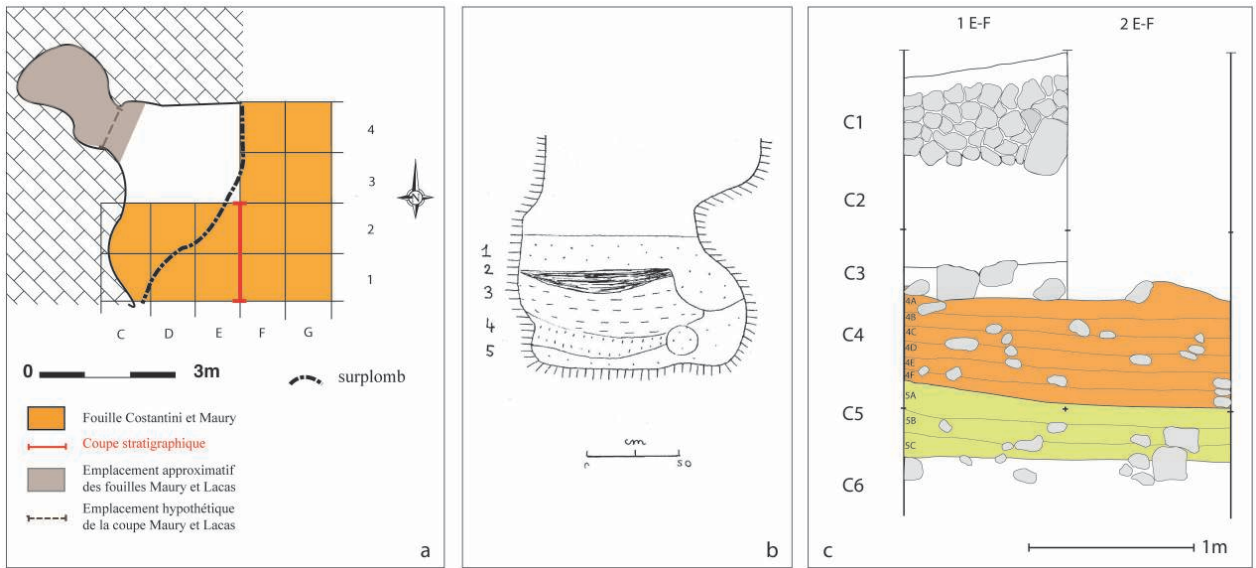 4
3
2
1
C D E F G
N
0 3m
surplomb
Fouille Costantini et Maury
Coupe stratigraphique
Emplacement approximatif
des fouilles Maury et Lacas
Emplacement hypothétique
de la coupe Maury et Lacas
a
1
2
3
4
5
cm
0 50
b
1 E-F 2 E-F
C1
C2
C3
4A
4B
4C
C4
4D
4E
4F
5A
C5
5B
5C
C6
1m
c